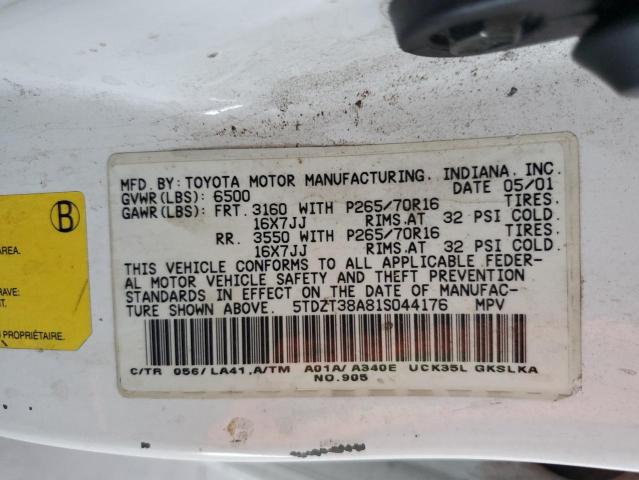 B
AREA.
RAVE:
NT.
PROPRIÉTAIRE.
MFD. BY: TOYOTA MOTOR MANUFACTURING, INDIANA, INC.
GVWR(LBS): 6500 DATE 05/01
GAWR(LBS): FRT. 3160 WITH P265/70R16 TIRES.
16X7JJ RIMS.AT 32 PSI COLD.
RR. 3550 WITH P265/70R16 TIRES.
16X7JJ RIMS.AT 32 PSI COLD.
THIS VEHICLE CONFORMS TO ALL APPLICABLE FEDER-
AL MOTOR VEHICLE SAFETY AND THEFT PREVENTION
STANDARDS IN EFFECT ON THE DATE OF MANUFAC-
TURE SHOWN ABOVE. 5TDZT38A81S044176 MPV
C/TR 056/LA41,A/TM A01A/A340E UCK35L GKSLKA
NO.905